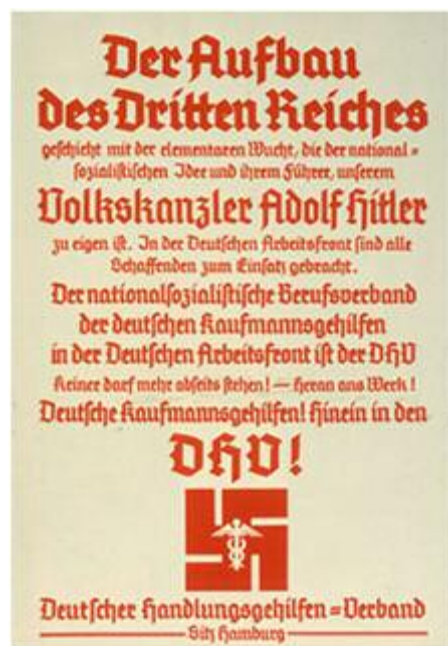 Der Aufbau
des Dritten Reiches
geschieht mit der elementaren Wucht, die der national=
sozialistischen Idee und ihrem Führer, unserem
Volkskanzler Adolf Hitler
zu eigen ist. In der Deutschen Arbeitsfront sind alle
Schaffenden zum Einsatz gebracht.
Der nationalsozialistische Berufsverband
der deutschen Kaufmannsgehilfen
in der Deutschen Arbeitsfront ist der DHV
Keiner darf mehr abseits stehen! — Heran ans Werk!
Deutsche Kaufmannsgehilfen! Hinein in den
DHV!
Deutscher Handlungsgehilfen=Verband
Sitz Hamburg